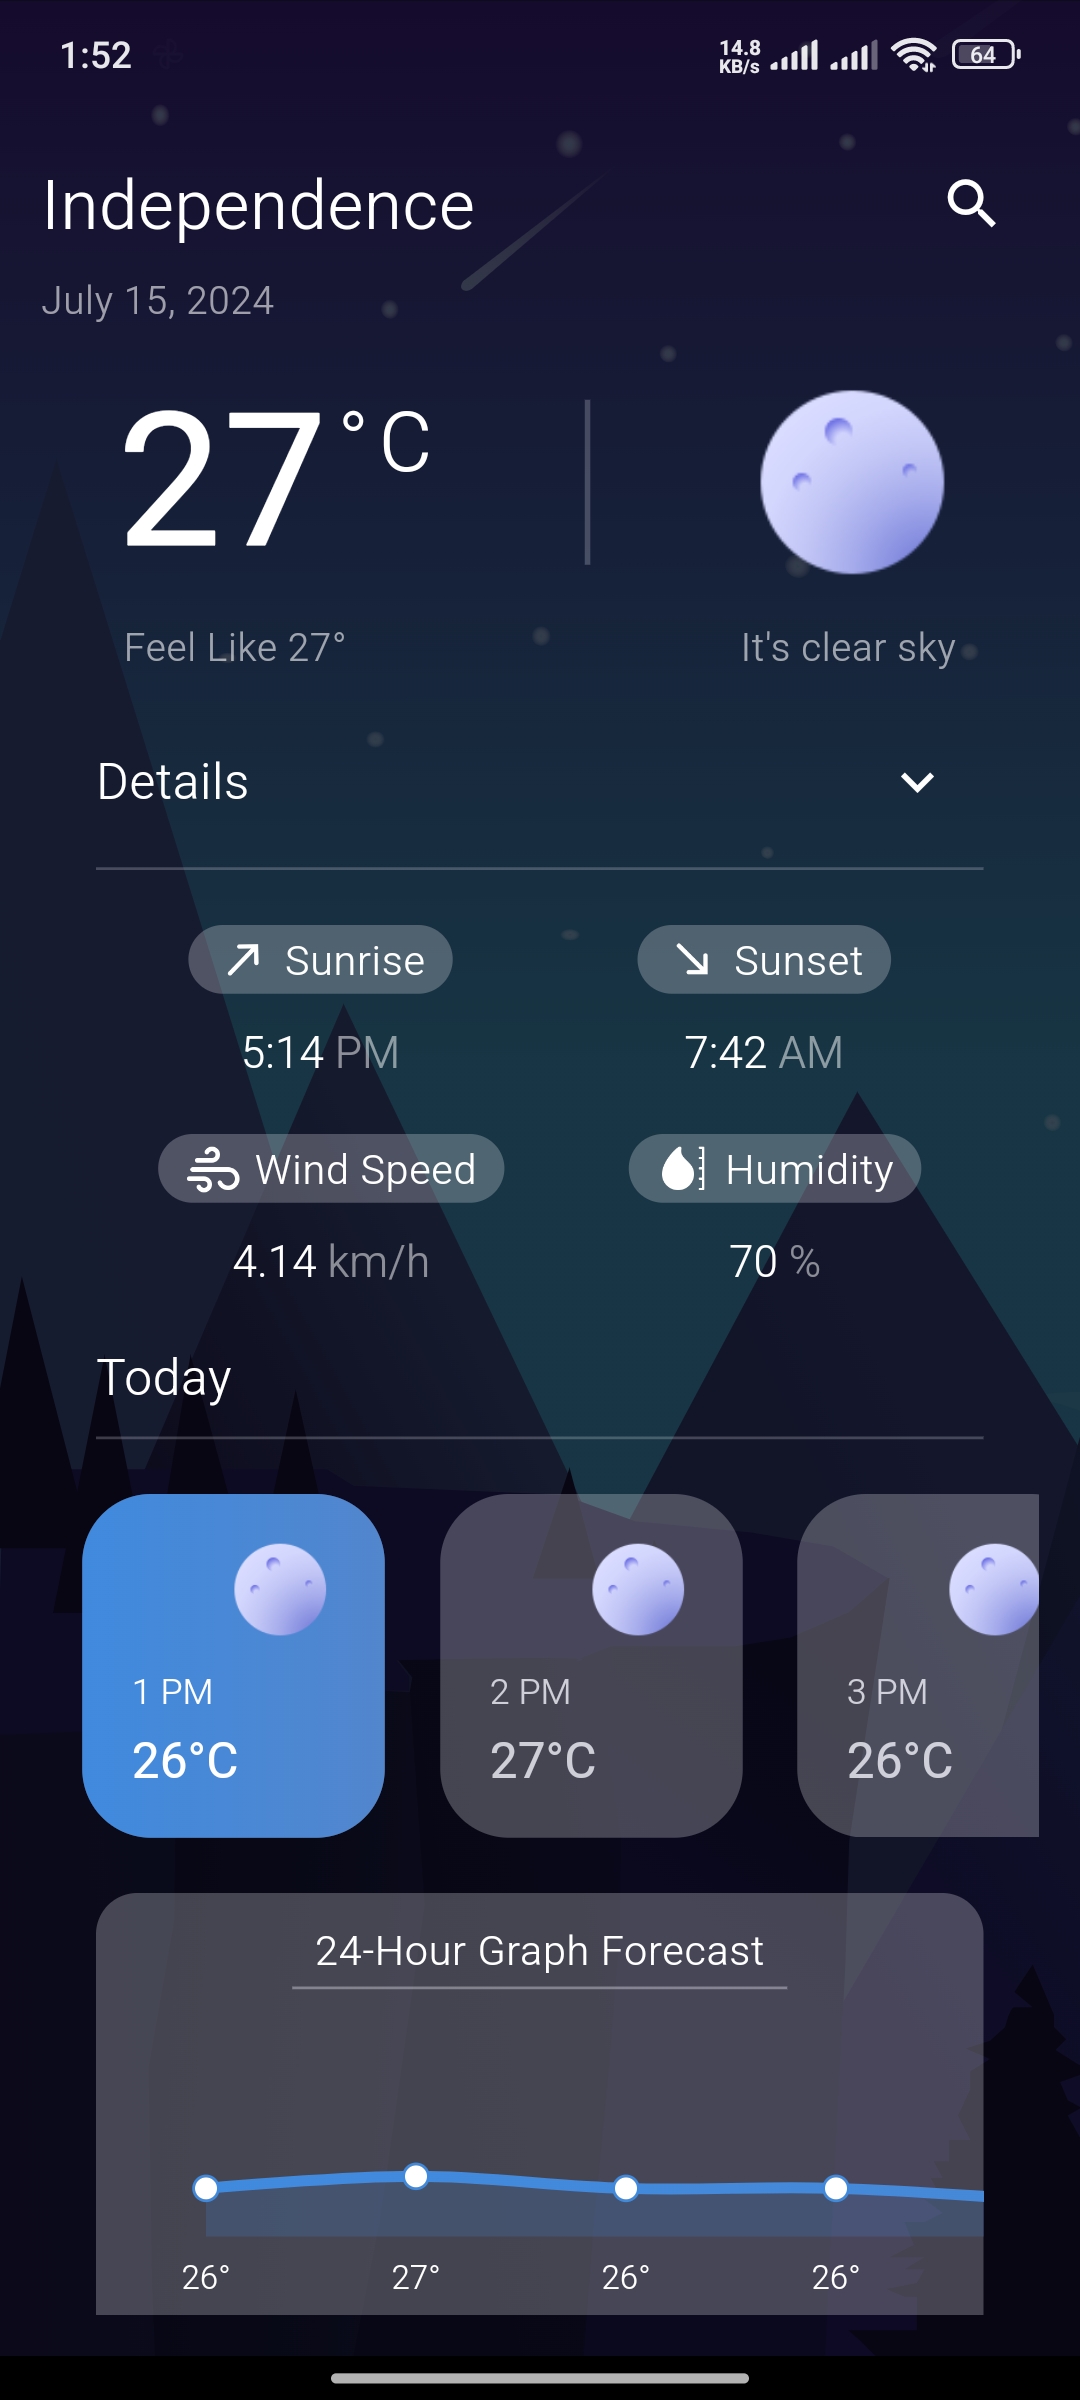 1:52
14.8
KB/s
64
Independence
July 15, 2024
27°C
Feel Like 27°
It's clear sky
Details
Sunrise
Sunset
5:14 PM
7:42 AM
Wind Speed
Humidity
4.14 km/h
70 %
Today
1 PM
2 PM
3 PM
26°C
27°C
26°C
24-Hour Graph Forecast
26°
27°
26°
26°